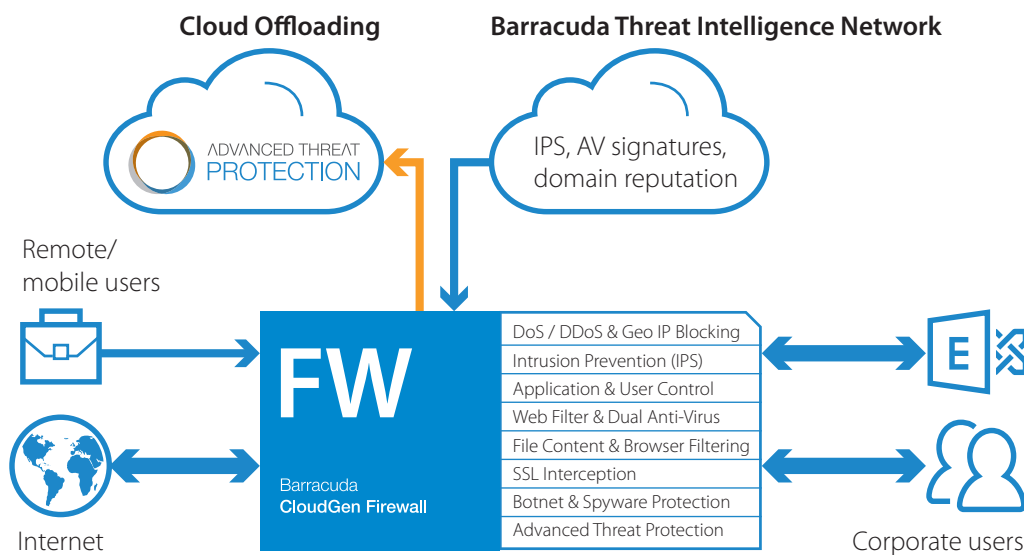 Cloud Offloading
Barracuda Threat Intelligence Network
ADVANCED THREAT
PROTECTION
IPS, AV signatures,
domain reputation
Remote/
mobile users
FW
Barracuda
CloudGen Firewall
DoS / DDoS & Geo IP Blocking
Intrusion Prevention (IPS)
Application & User Control
Web Filter & Dual Anti-Virus
File Content & Browser Filtering
SSL Interception
Botnet & Spyware Protection
Advanced Threat Protection
E
Internet
Corporate users